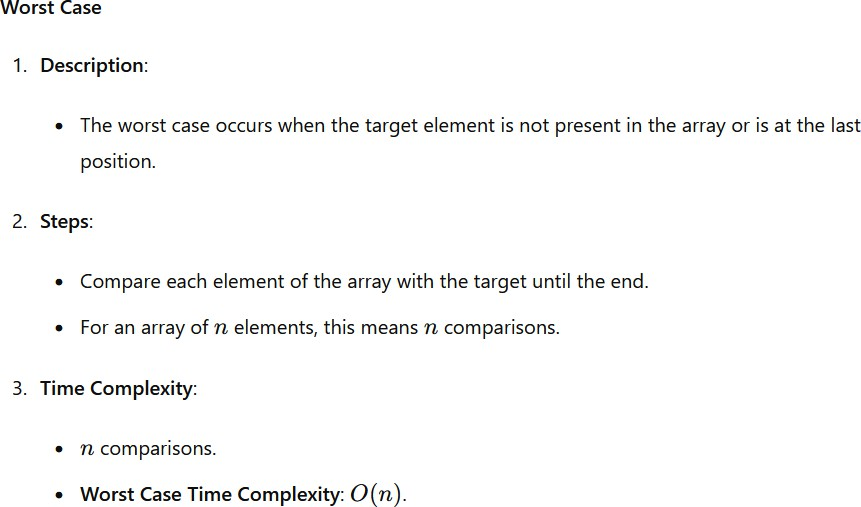 Worst Case
1. Description:
• The worst case occurs when the target element is not present in the array or is at the last
position.
2. Steps:
• Compare each element of the array with the target until the end.
• For an array of n elements, this means n comparisons.
3. Time Complexity:
• n comparisons.
• Worst Case Time Complexity: O(n).